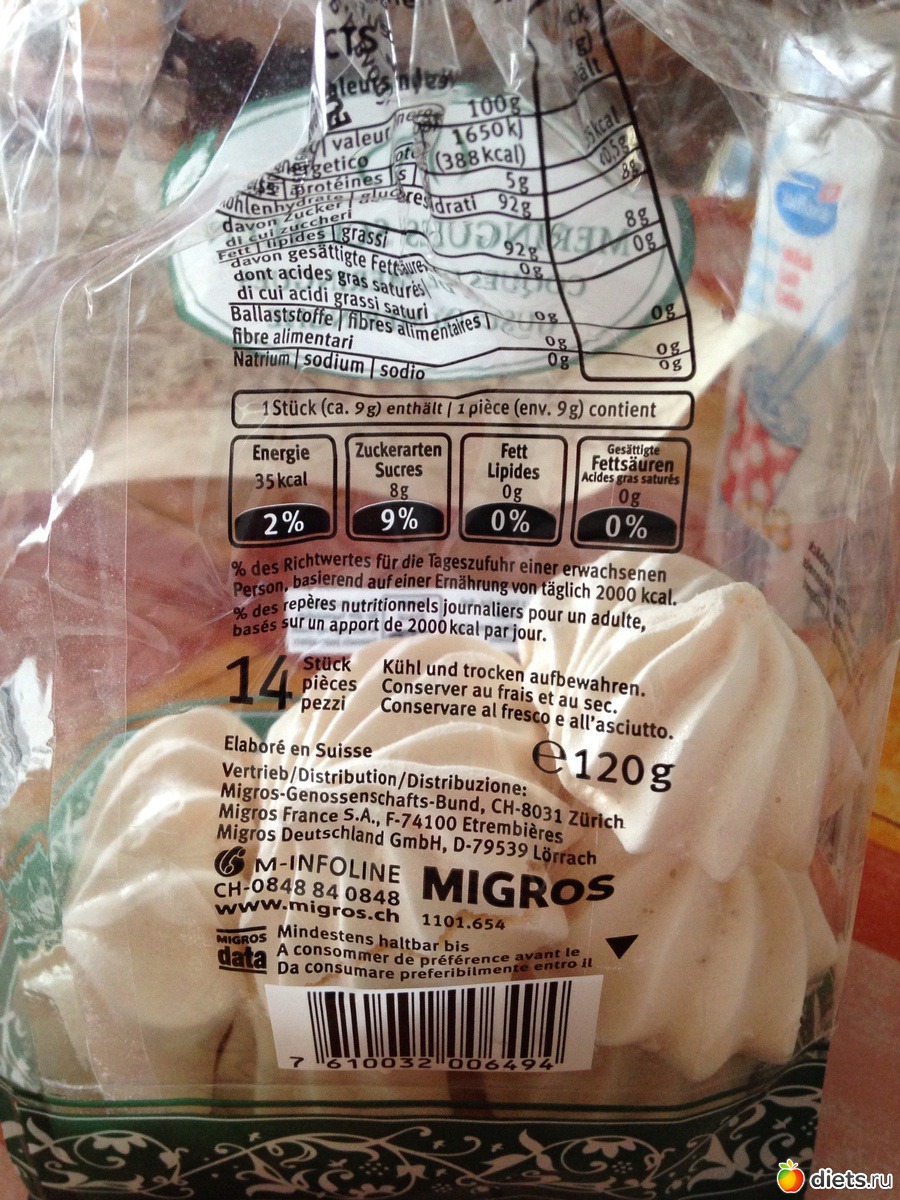 100g
valeur
1650kJ
energetico
(388 kcal)
protéines
5g
8g
davon Zucker
92g
8g
di cui zuccheri
92g
0g
Fett | lipides | grassi
0g
davon gesättigte Fettsäuren
dont acides gras saturés
di cui acidi grassi saturi
0g
0g
Ballaststoffe | fibres alimentaires |
fibre alimentari
0g
0g
Natrium | sodium | sodio
0g
0g
1 Stück (ca. 9g) enthält | 1 pièce (env. 9g) contient
Energie
35 kcal
2%
Zuckerarten
Sucres
8g
9%
Fett
Lipides
0g
0%
Gesättigte
Fettsäuren
Acides gras saturés
0g
0%
% des Richtwertes für die Tageszufuhr einer erwachsenen
Person, basierend auf einer Ernährung von täglich 2000 kcal.
% des repères nutritionnels journaliers pour un adulte,
basés sur un apport de 2000 kcal par jour.
14
Stück
pièces
pezzi
Kühl und trocken aufbewahren.
Conserver au frais et au sec.
Conservare al fresco e all'asciutto.
Elaboré en Suisse
℮120g
Vertrieb/Distribution/Distribuzione:
Migros-Genossenschafts-Bund, CH-8031 Zürich
Migros France S.A., F-74100 Etrembières
Migros Deutschland GmbH, D-79539 Lörrach
M-INFOLINE
CH-0848 84 0848
www.migros.ch
MIGROS
1101.654
MIGROS
data
Mindestens haltbar bis
A consommer de préférence avant le
Da consumare preferibilmente entro il
7 610032 006494
diets.ru